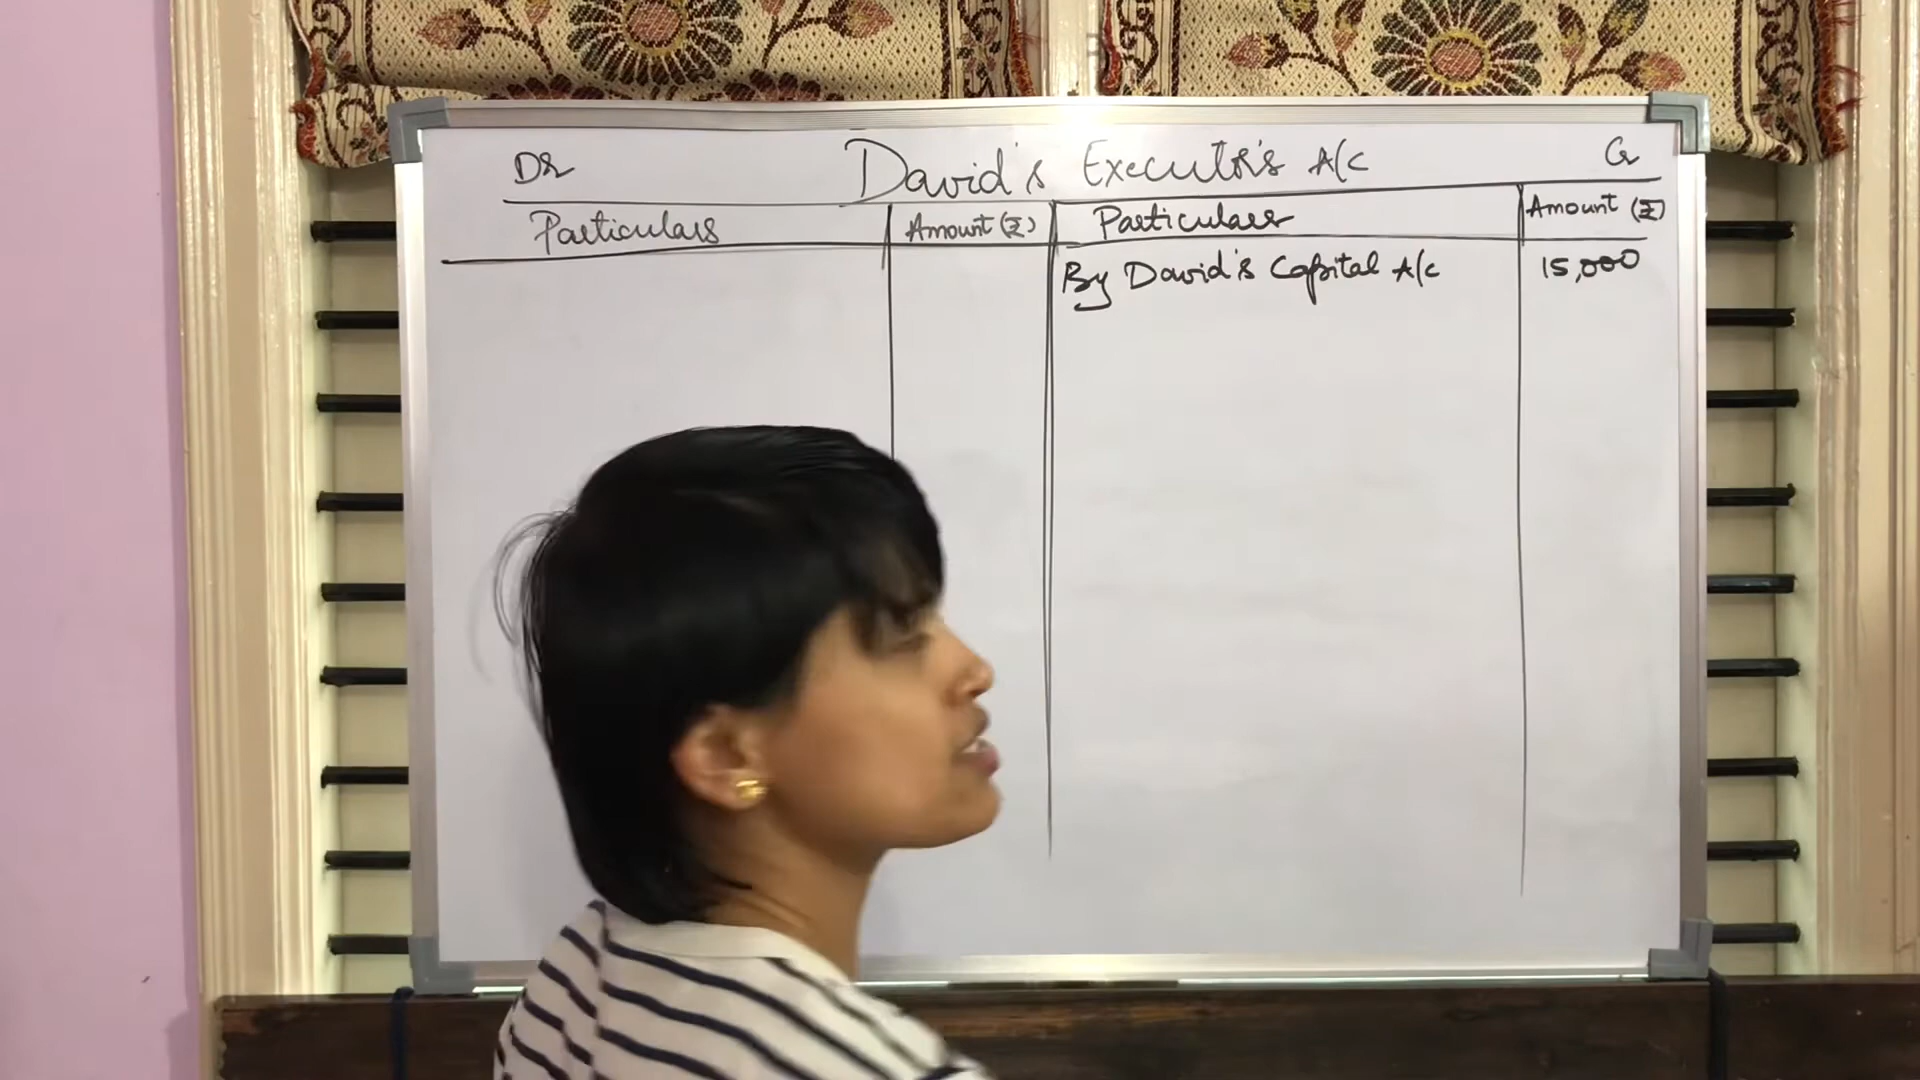 Dr David's Executor's A/c Cr
Particulars Amount (₹) Particulars Amount (₹)
By David's Capital A/c 15,000